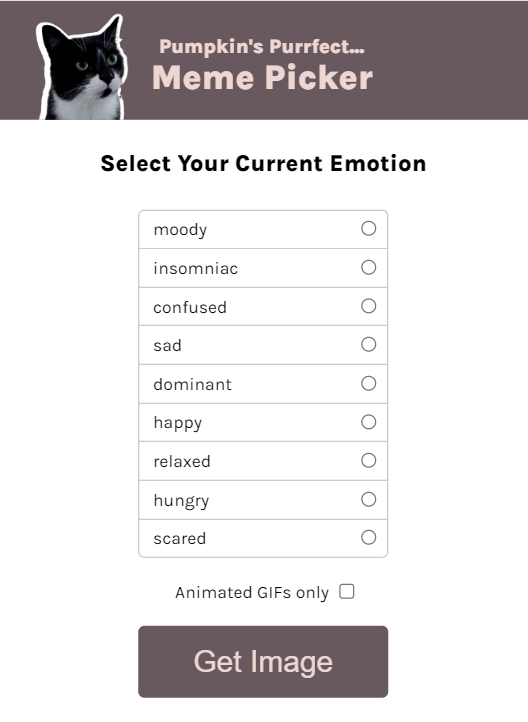 Pumpkin's Purrfect...
Meme Picker
Select Your Current Emotion
moody
insomniac
confused
sad
dominant
happy
relaxed
hungry
scared
Animated GIFs only
Get Image